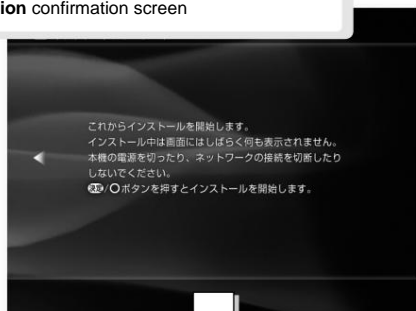 ion confirmation screen
これからインストールを開始します。
インストール中は画面にはしばらく何も表示されません。
本機の電源を切ったり、ネットワークの接続を切断したり
しないでください。
決定/○ボタンを押すとインストールを開始します。